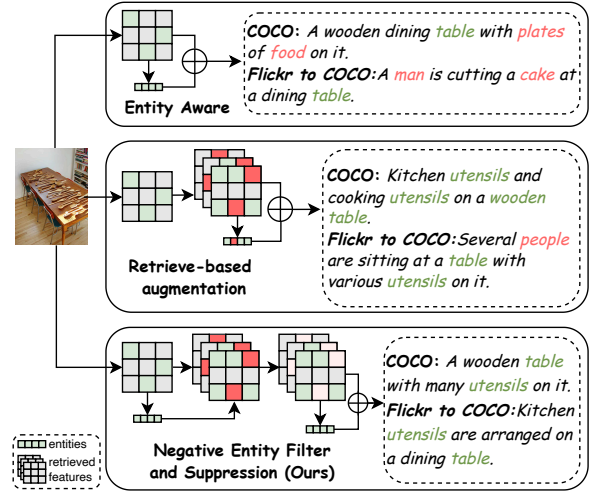 COCO: A wooden dining table with plates
of food on it.
Flickr to COCO:A man is cutting a cake at
a dining table.
Entity Aware
COCO: Kitchen utensils and
cooking utensils on a wooden
table.
Flickr to COCO:Several people
are sitting at a table with
various utensils on it.
Retrieve-based
augmentation
COCO: A wooden table
with many utensils on it.
Flickr to COCO:Kitchen
utensils are arranged on
a dining table.
Negative Entity Filter
and Suppression (Ours)
entities
retrieved
features